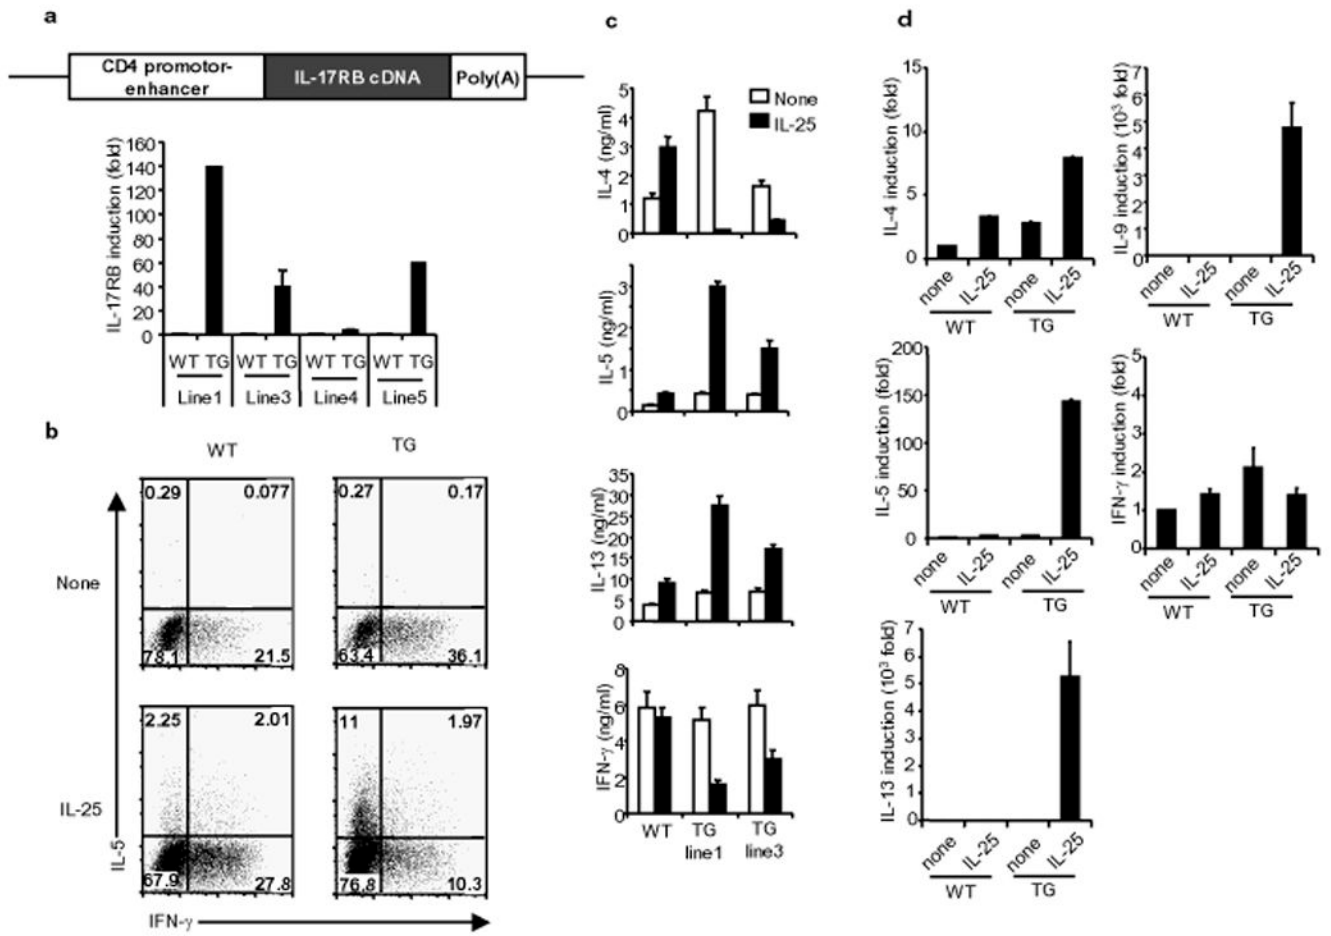 a
CD4 promotor-
enhancer
IL-17RB cDNA
Poly(A)
IL-17RB induction (fold)
160
140
120
100
80
60
40
20
0
WT TG WT TG WT TG WT TG
Line1 Line3 Line4 Line5
b
WT TG
None
0.29 0.077
78.1 21.5
0.27 0.17
63.4 36.1
IL-25
2.25 2.01
67.9 27.8
11 1.97
76.8 10.3
IL-5
IFN-γ
c
None
IL-25
IL-4 (ng/ml)
5
4
3
2
1
0
IL-5 (ng/ml)
3
2
1
0
IL-13 (ng/ml)
35
30
25
20
15
10
5
0
IFN-γ (ng/ml)
8
6
4
2
0
WT TG TG
line1 line3
d
IL-4 induction (fold)
15
10
5
0
none IL-25 none IL-25
WT TG
IL-9 induction (10³ fold)
7
6
5
4
3
2
1
0
none IL-25 none IL-25
WT TG
IL-5 induction (fold)
200
150
100
50
0
none IL-25 none IL-25
WT TG
IFN-γ induction (fold)
5
4
3
2
1
0
none IL-25 none IL-25
WT TG
IL-13 induction (10³ fold)
7
6
5
4
3
2
1
0
none IL-25 none IL-25
WT TG